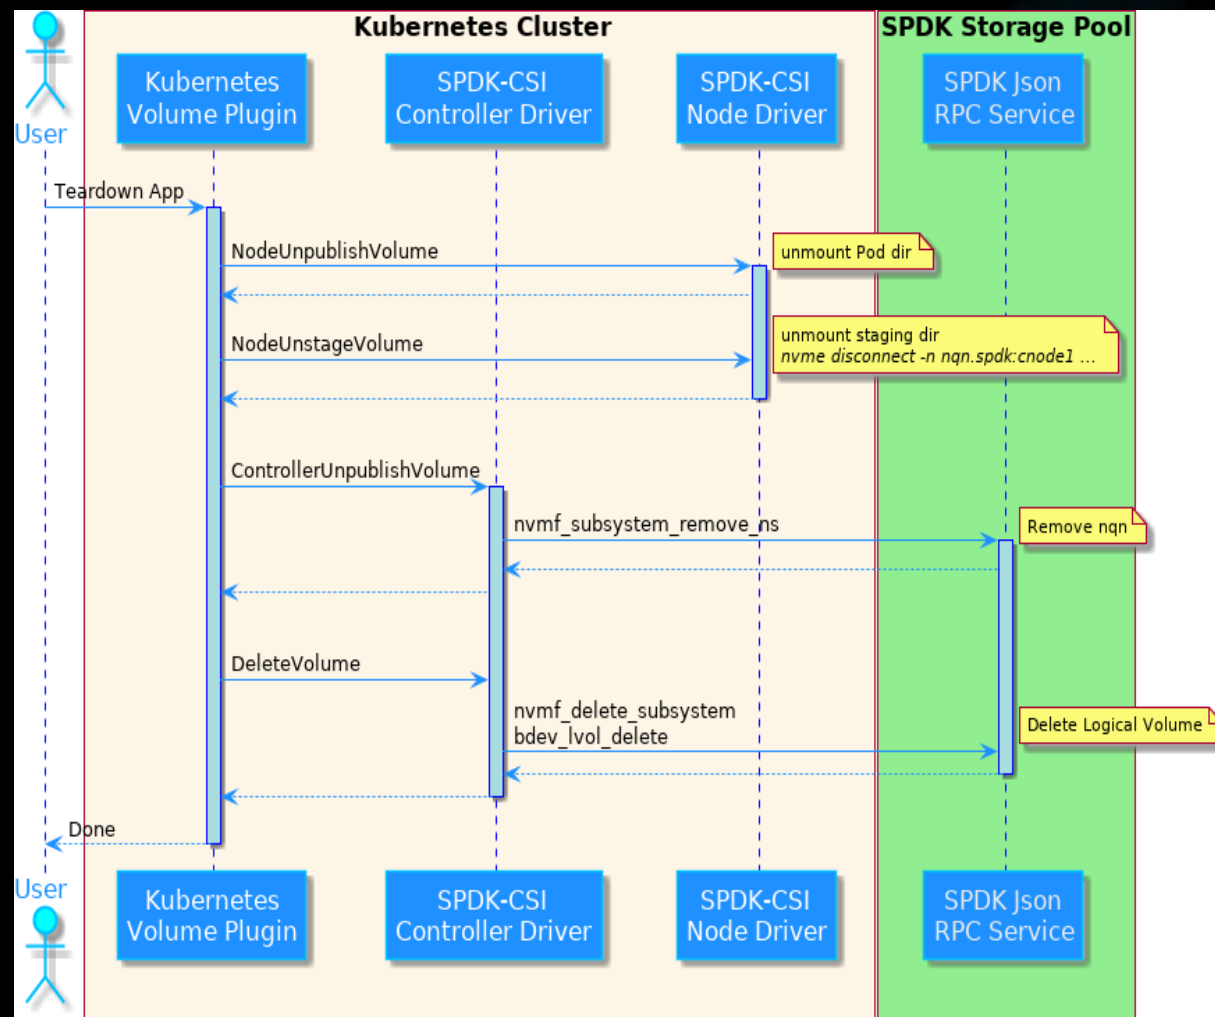 Kubernetes Cluster
SPDK Storage Pool
User
Kubernetes
Volume Plugin
SPDK-CSI
Controller Driver
SPDK-CSI
Node Driver
SPDK Json
RPC Service
Teardown App
NodeUnpublishVolume
unmount Pod dir
NodeUnstageVolume
unmount staging dir
nvme disconnect -n nqn.spdk:cnode1 ...
ControllerUnpublishVolume
nvmf_subsystem_remove_ns
Remove nqn
DeleteVolume
nvmf_delete_subsystem
bdev_lvol_delete
Delete Logical Volume
Done
User
Kubernetes
Volume Plugin
SPDK-CSI
Controller Driver
SPDK-CSI
Node Driver
SPDK Json
RPC Service